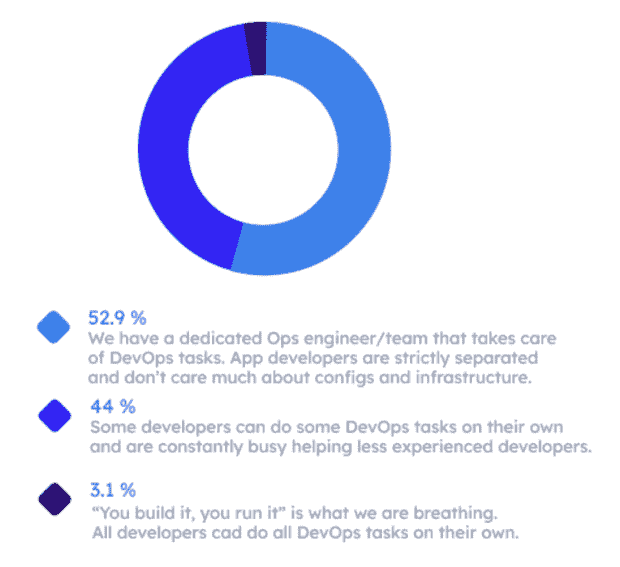 52.9 %
We have a dedicated Ops engineer/team that takes care
of DevOps tasks. App developers are strictly separated
and don't care much about configs and infrastructure.
44 %
Some developers can do some DevOps tasks on their own
and are constantly busy helping less experienced developers.
3.1 %
“You build it, you run it” is what we are breathing.
All developers cad do all DevOps tasks on their own.